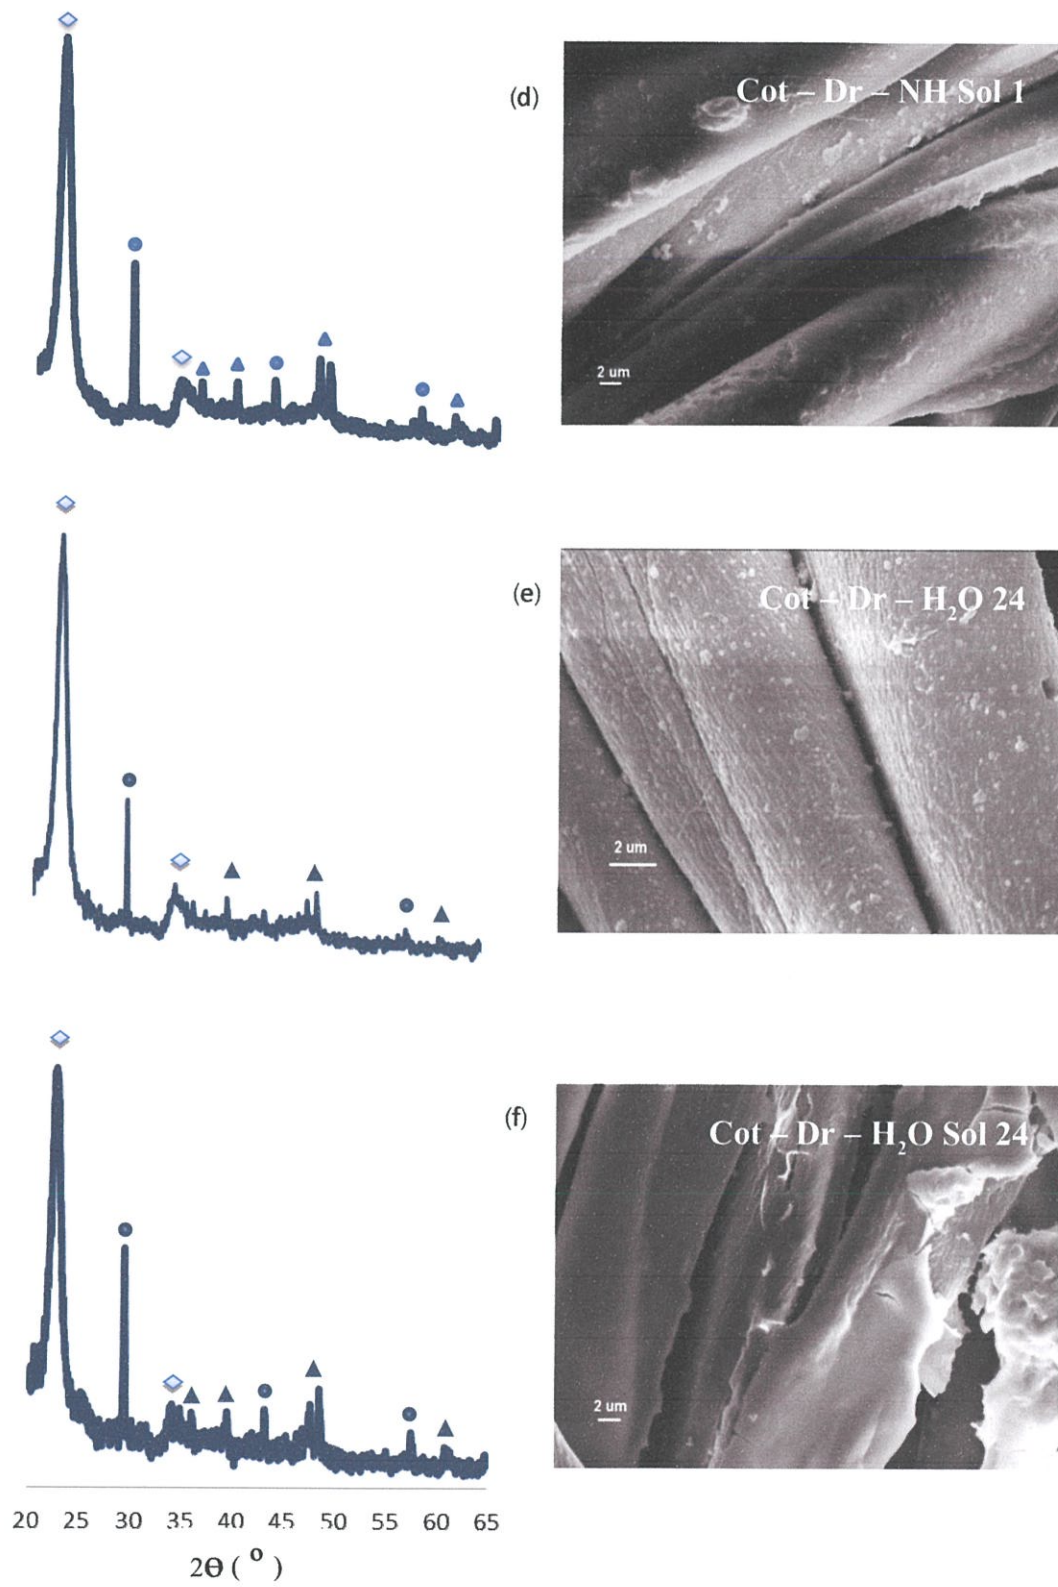 (d)
Cot – Dr – NH Sol 1
2 um
(e)
Cot – Dr – H₂O 24
2 um
(f)
Cot – Dr – H₂O Sol 24
2 um
20 25 30 35 40 50 55 60 65
2Θ ( ° )